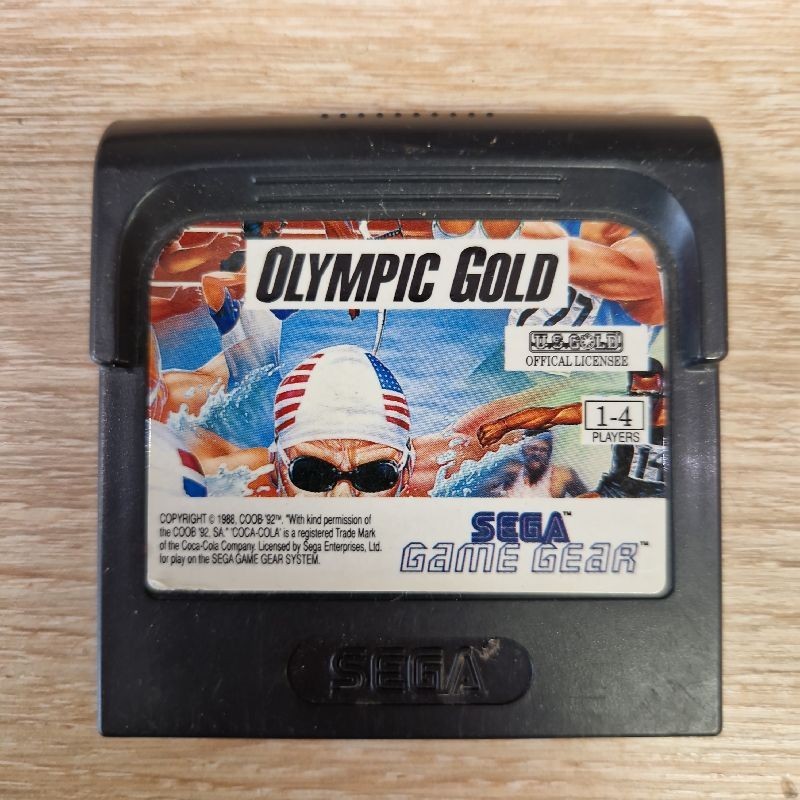 OLYMPIC GOLD
U.S. GOLD
OFFICAL LICENSEE
1-4
PLAYERS
COPYRIGHT © 1988, COOB '92™, "With kind permission of
the COOB '92, SA." 'COCA-COLA' is a registered Trade Mark
of the Coca-Cola Company. Licensed by Sega Enterprises, Ltd.
for play on the SEGA GAME GEAR SYSTEM.
SEGA™
GAME GEAR™
SEGA